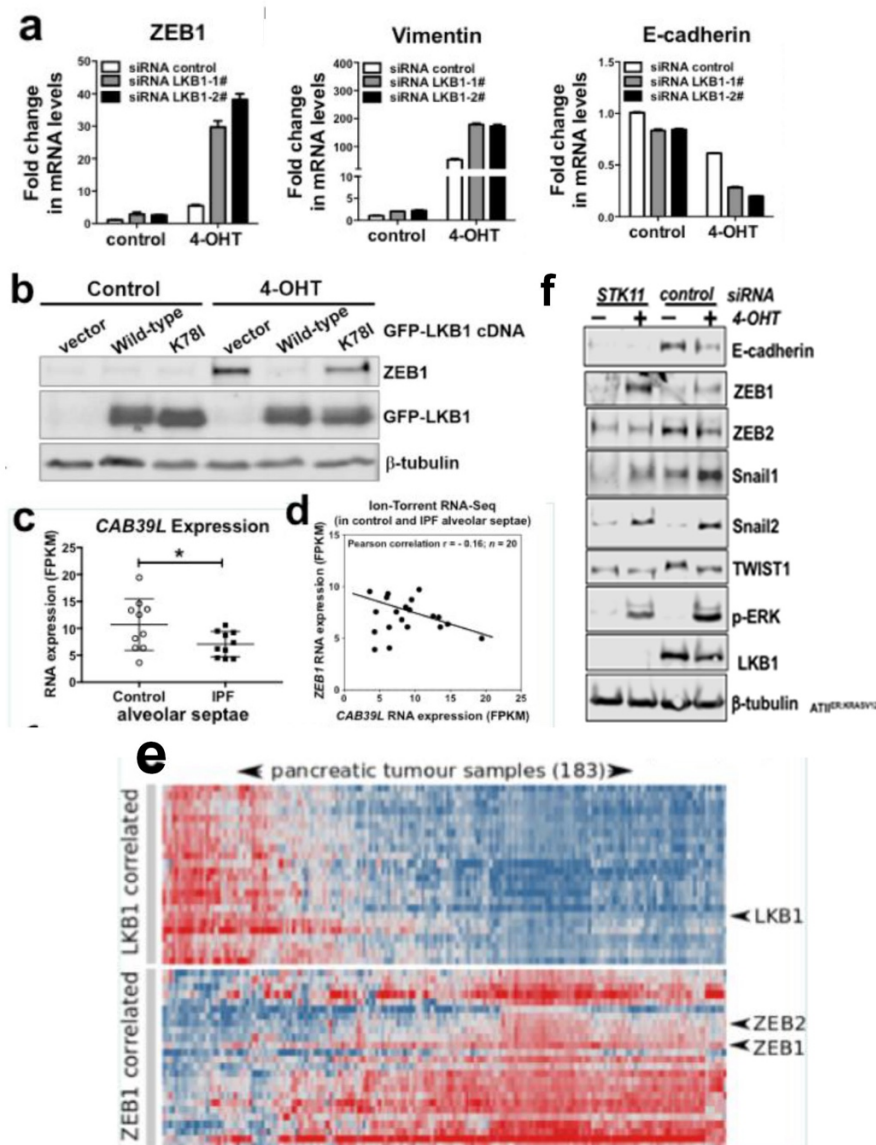 a
ZEB1
Fold change
in mRNA levels
50
40
30
20
10
0
siRNA control
siRNA LKB1-1#
siRNA LKB1-2#
control
4-OHT
Vimentin
Fold change
in mRNA levels
400
300
200
100
10
5
0
siRNA control
siRNA LKB1-1#
siRNA LKB1-2#
control
4-OHT
E-cadherin
Fold change
in mRNA levels
1.5
1.0
0.5
0.0
siRNA control
siRNA LKB1-1#
siRNA LKB1-2#
control
4-OHT
b
Control
4-OHT
vector
Wild-type
K78I
vector
Wild-type
K78I
GFP-LKB1 cDNA
ZEB1
GFP-LKB1
β-tubulin
c
CAB39L Expression
RNA expression (FPKM)
25
20
15
10
5
0
*
Control
IPF
alveolar septae
d
Ion-Torrent RNA-Seq
(in control and IPF alveolar septae)
Pearson correlation r = - 0.16; n = 20
ZEB1 RNA expression (FPKM)
15
10
5
0
0
5
10
15
20
25
CAB39L RNA expression (FPKM)
f
STK11 control siRNA
− + − + 4-OHT
E-cadherin
ZEB1
ZEB2
Snail1
Snail2
TWIST1
p-ERK
LKB1
β-tubulin
ATII^ER:KRASV12
e
pancreatic tumour samples (183)
LKB1 correlated
LKB1
ZEB1 correlated
ZEB2
ZEB1